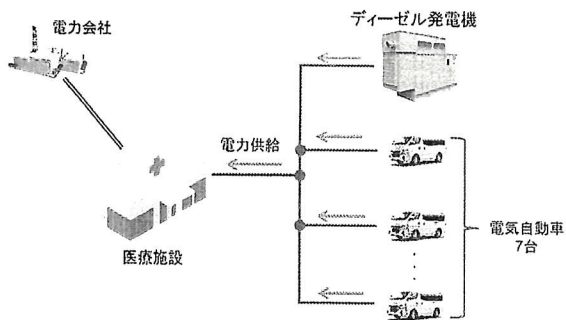 電力会社
ディーゼル発電機
電力供給
医療施設
電気自動車
7台